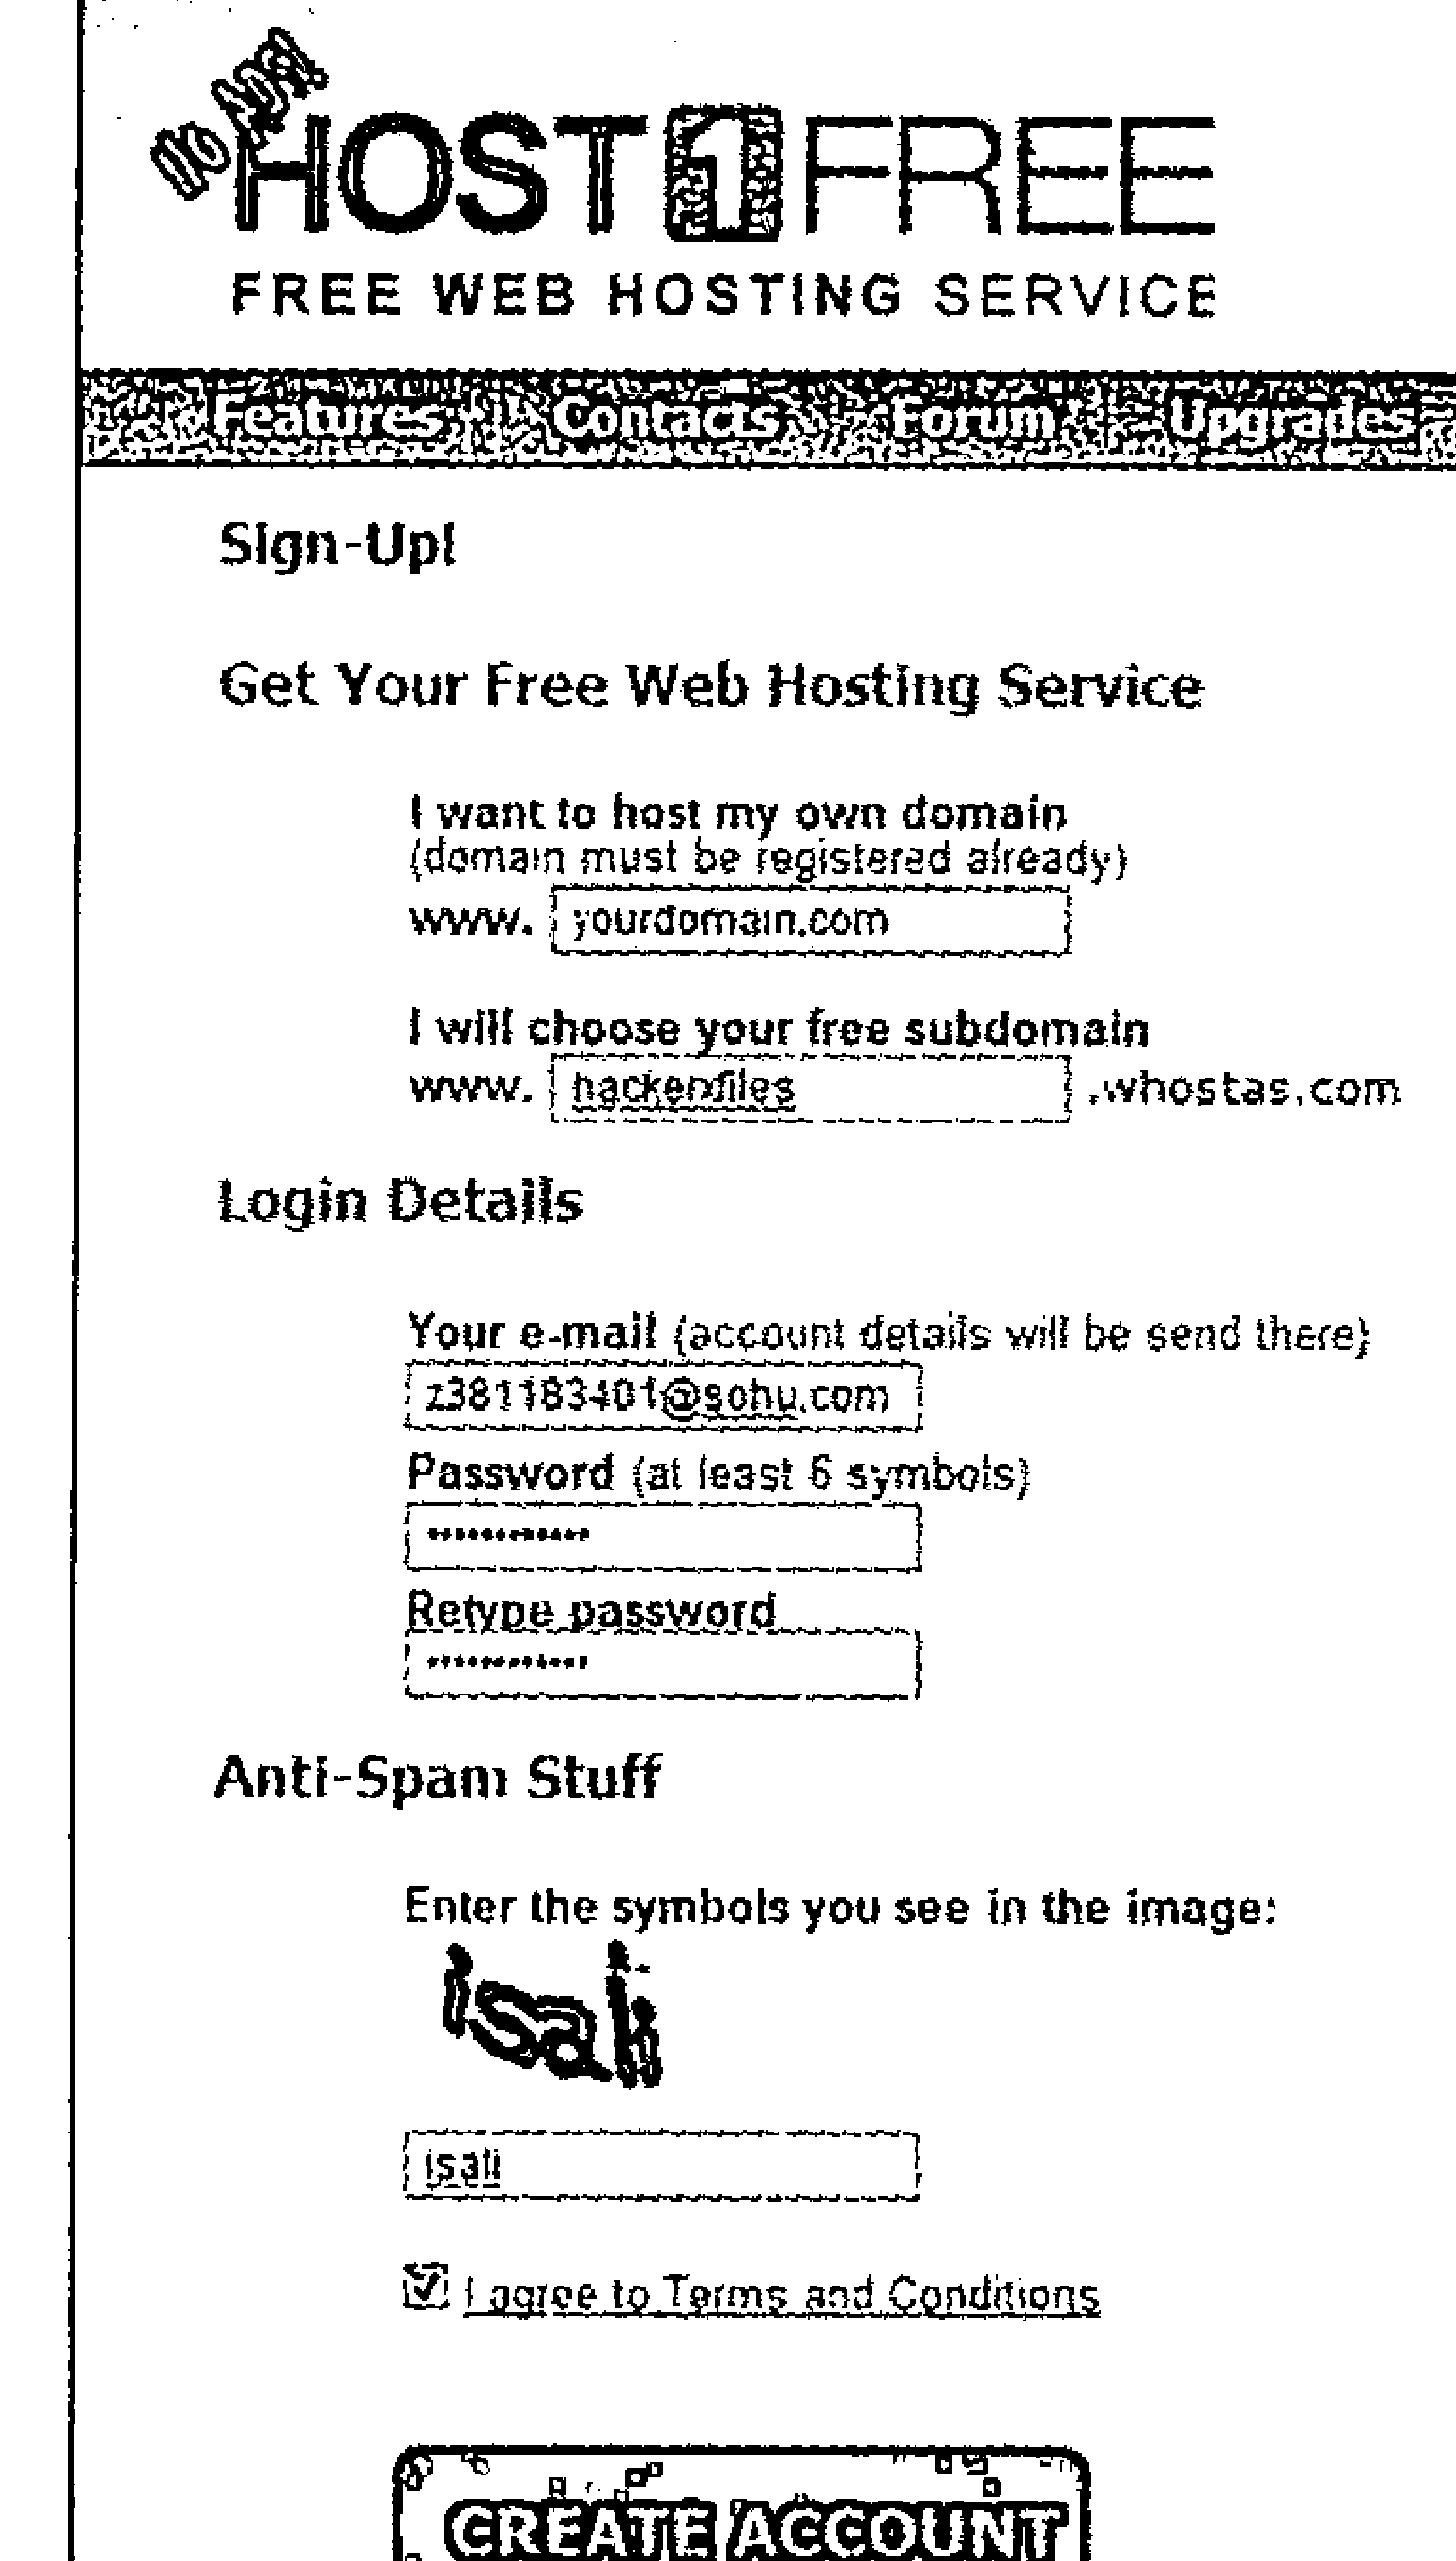 NO ADS!
HOST 1 FREE
FREE WEB HOSTING SERVICE
Features Contacts Forum Upgrades
Sign-Up!
Get Your Free Web Hosting Service
I want to host my own domain
(domain must be registered already)
www. yourdomain.com
I will choose your free subdomain
www. hackenfiles .whostas.com
Login Details
Your e-mail (account details will be send there)
z381183401@sohu.com
Password (at least 6 symbols)
••••••••••••
Retype password
••••••••••••
Anti-Spam Stuff
Enter the symbols you see in the image:
isali
isali
I agree to Terms and Conditions
CREATE ACCOUNT